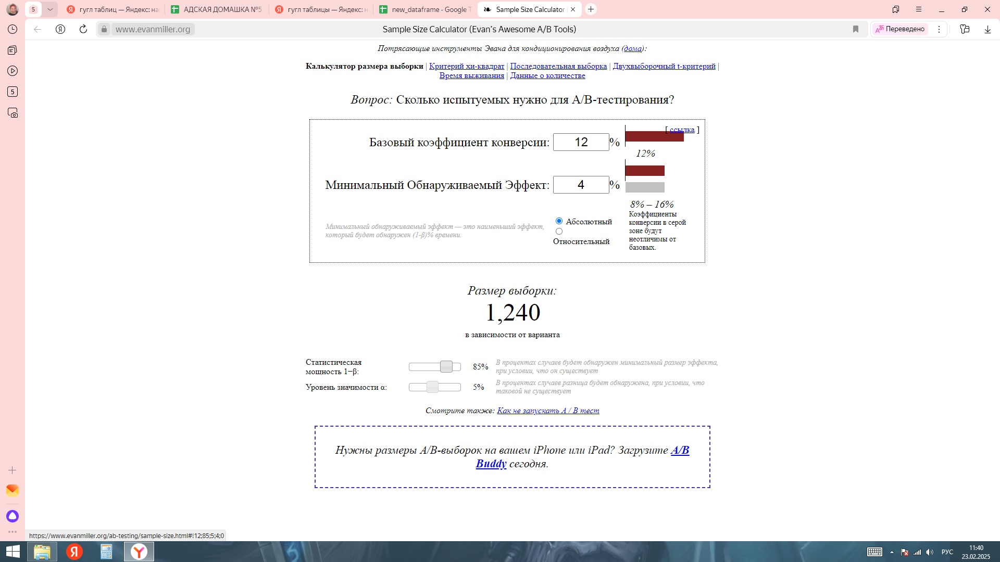 5
гугл таблиц — Яндекс: на
АДСКАЯ ДОМАШКА №5
гугл таблицы — Яндекс: н
new_dataframe - Google T
Sample Size Calculator
www.evanmiller.org
Sample Size Calculator (Evan's Awesome A/B Tools)
Переведено
5
Потрясающие инструменты Эвана для кондиционирования воздуха (дома):
Калькулятор размера выборки | Критерий хи-квадрат | Последовательная выборка | Двухвыборочный t-критерий |
Время выживания | Данные о количестве
Вопрос: Сколько испытуемых нужно для A/B-тестирования?
[ ссылка ]
Базовый коэффициент конверсии: 12 %
12%
Минимальный Обнаруживаемый Эффект: 4 %
8% – 16%
Коэффициенты
конверсии в серой
зоне будут
неотличимы от
базовых.
Минимальный обнаруживаемый эффект — это наименьший эффект,
который будет обнаружен (1-β)% времени.
Абсолютный
Относительный
Размер выборки:
1,240
в зависимости от варианта
Статистическая
мощность 1−β:
85%
В процентах случаев будет обнаружен минимальный размер эффекта,
при условии, что он существует
Уровень значимости α:
5%
В процентах случаев разница будет обнаружена, при условии, что
таковой не существует
Смотрите также: Как не запускать A / B тест
Нужны размеры A/B-выборок на вашем iPhone или iPad? Загрузите A/B
Buddy сегодня.
https://www.evanmiller.org/ab-testing/sample-size.html#!12;85;5;4;0
РУС
11:40
23.02.2025